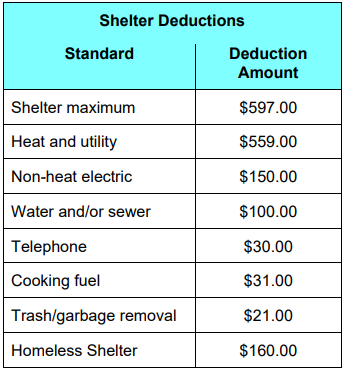 Shelter Deductions
Standard Deduction
Amount
Shelter maximum $597.00
Heat and utility $559.00
Non-heat electric $150.00
Water and/or sewer $100.00
Telephone $30.00
Cooking fuel $31.00
Trash/garbage removal $21.00
Homeless Shelter $160.00